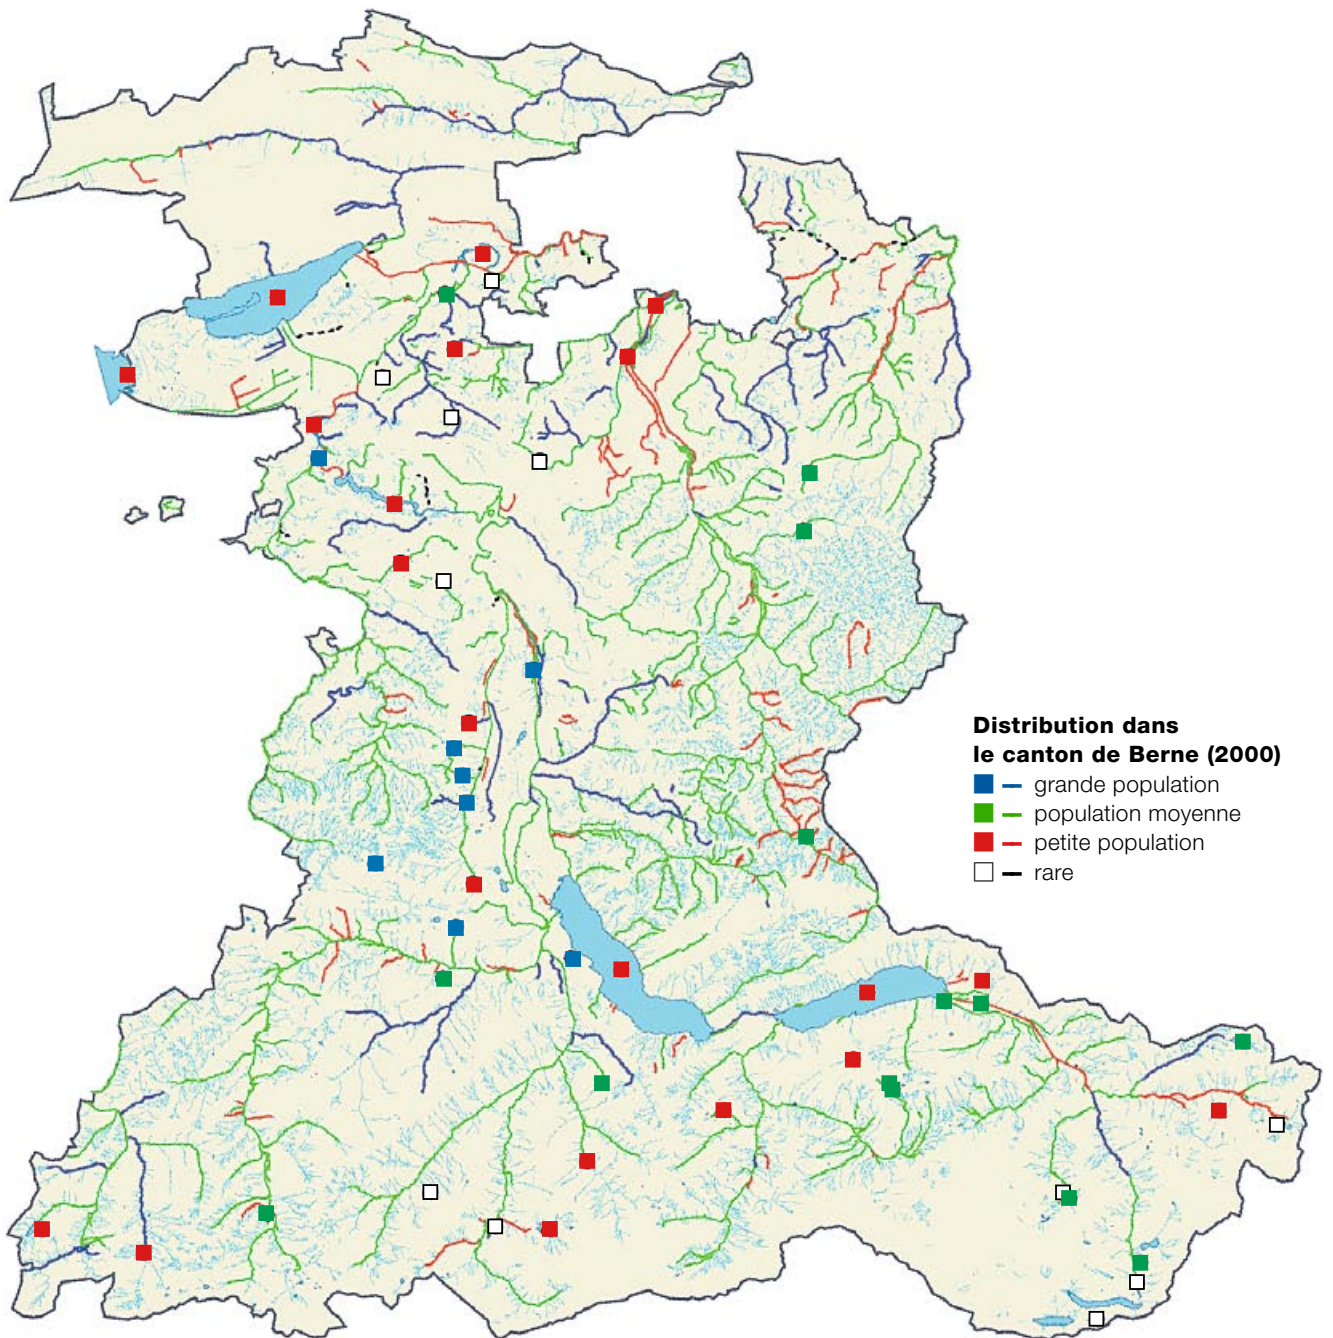 Distribution dans
le canton de Berne (2000)
grande population
population moyenne
petite population
rare